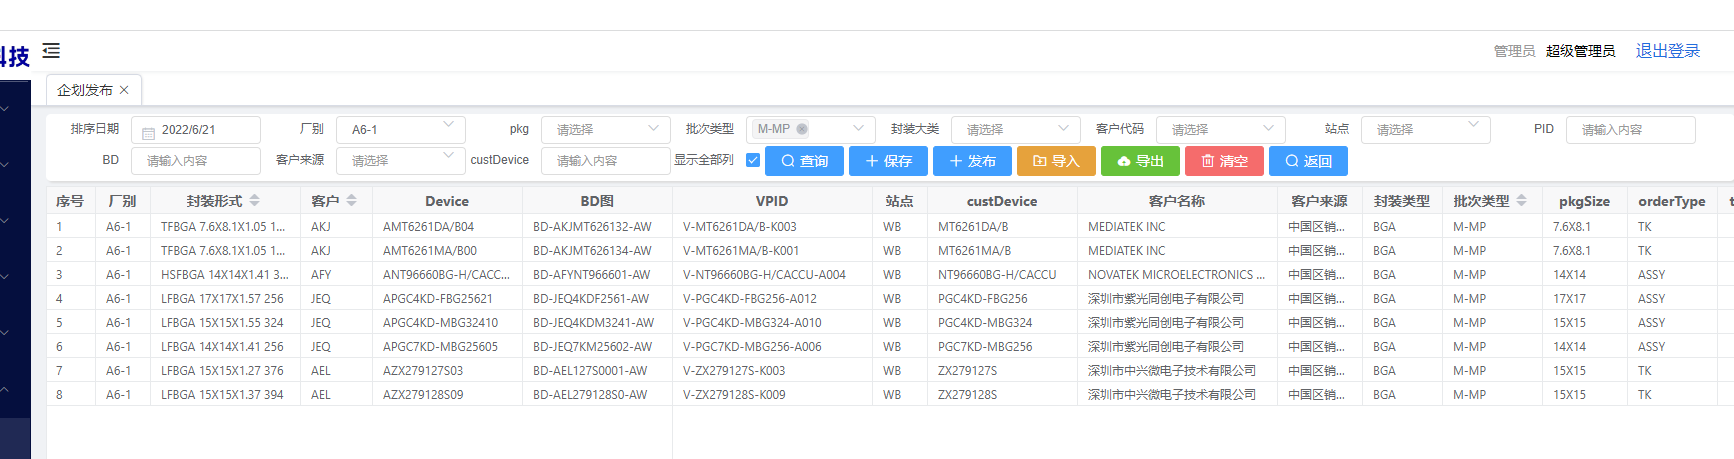 科技
管理员 超级管理员 退出登录
企划发布
排序日期 2022/6/21 厂别 A6-1 pkg 请选择 批次类型 M-MP 封装大类 请选择 客户代码 请选择 站点 请选择 PID 请输入内容
BD 请输入内容 客户来源 请选择 custDevice 请输入内容 显示全部列 查询 保存 发布 导入 导出 清空 返回
序号 厂别 封装形式 客户 Device BD图 VPID 站点 custDevice 客户名称 客户来源 封装类型 批次类型 pkgSize orderType t
1 A6-1 TFBGA 7.6X8.1X1.05 1... AKJ AMT6261DA/B04 BD-AKJMT626132-AW V-MT6261DA/B-K003 WB MT6261DA/B MEDIATEK INC 中国区销... BGA M-MP 7.6X8.1 TK
2 A6-1 TFBGA 7.6X8.1X1.05 1... AKJ AMT6261MA/B00 BD-AKJMT626134-AW V-MT6261MA/B-K001 WB MT6261MA/B MEDIATEK INC 中国区销... BGA M-MP 7.6X8.1 TK
3 A6-1 HSFBGA 14X14X1.41 3... AFY ANT96660BG-H/CACC... BD-AFYNT966601-AW V-NT96660BG-H/CACCU-A004 WB NT96660BG-H/CACCU NOVATEK MICROELECTRONICS ... 中国区销... BGA M-MP 14X14 ASSY
4 A6-1 LFBGA 17X17X1.57 256 JEQ APGC4KD-FBG25621 BD-JEQ4KDF2561-AW V-PGC4KD-FBG256-A012 WB PGC4KD-FBG256 深圳市紫光同创电子有限公司 中国区销... BGA M-MP 17X17 ASSY
5 A6-1 LFBGA 15X15X1.55 324 JEQ APGC4KD-MBG32410 BD-JEQ4KDM3241-AW V-PGC4KD-MBG324-A010 WB PGC4KD-MBG324 深圳市紫光同创电子有限公司 中国区销... BGA M-MP 15X15 ASSY
6 A6-1 LFBGA 14X14X1.41 256 JEQ APGC7KD-MBG25605 BD-JEQ7KM25602-AW V-PGC7KD-MBG256-A006 WB PGC7KD-MBG256 深圳市紫光同创电子有限公司 中国区销... BGA M-MP 14X14 ASSY
7 A6-1 LFBGA 15X15X1.27 376 AEL AZX279127S03 BD-AEL127S0001-AW V-ZX279127S-K003 WB ZX279127S 深圳市中兴微电子技术有限公司 中国区销... BGA M-MP 15X15 TK
8 A6-1 LFBGA 15X15X1.37 394 AEL AZX279128S09 BD-AEL279128S0-AW V-ZX279128S-K009 WB ZX279128S 深圳市中兴微电子技术有限公司 中国区销... BGA M-MP 15X15 TK